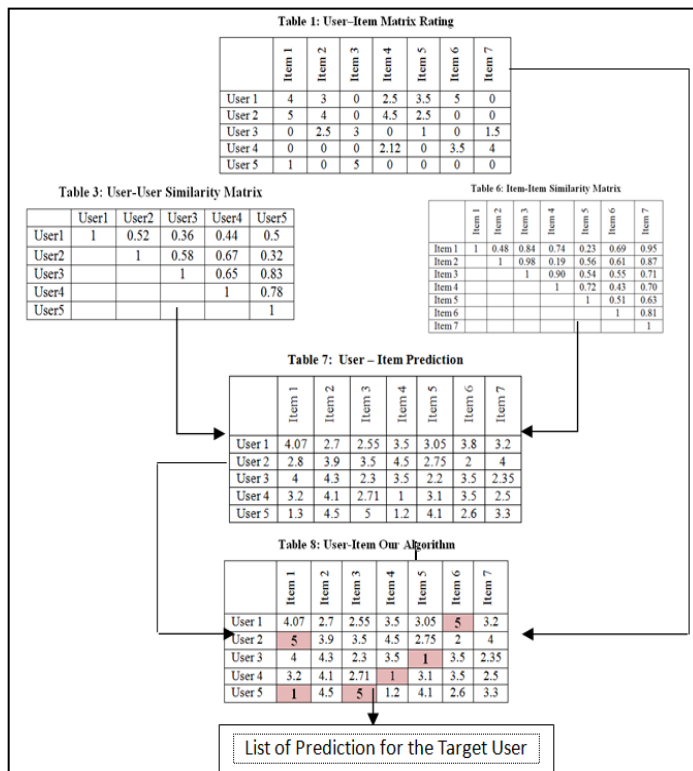 Table 1: User–Item Matrix Rating
Item 1 Item 2 Item 3 Item 4 Item 5 Item 6 Item 7
User 1 4 3 0 2.5 3.5 5 0
User 2 5 4 0 4.5 2.5 0 0
User 3 0 2.5 3 0 1 0 1.5
User 4 0 0 0 2.12 0 3.5 4
User 5 1 0 5 0 0 0 0
Table 3: User-User Similarity Matrix
User1 User2 User3 User4 User5
User1 1 0.52 0.36 0.44 0.5
User2 1 0.58 0.67 0.32
User3 1 0.65 0.83
User4 1 0.78
User5 1
Table 6: Item-Item Similarity Matrix
Item 1 Item 2 Item 3 Item 4 Item 5 Item 6 Item 7
Item 1 1 0.48 0.84 0.74 0.23 0.69 0.95
Item 2 1 0.98 0.19 0.56 0.61 0.87
Item 3 1 0.90 0.54 0.55 0.71
Item 4 1 0.72 0.43 0.70
Item 5 1 0.51 0.63
Item 6 1 0.81
Item 7 1
Table 7: User – Item Prediction
Item 1 Item 2 Item 3 Item 4 Item 5 Item 6 Item 7
User 1 4.07 2.7 2.55 3.5 3.05 3.8 3.2
User 2 2.8 3.9 3.5 4.5 2.75 2 4
User 3 4 4.3 2.3 3.5 2.2 3.5 2.35
User 4 3.2 4.1 2.71 1 3.1 3.5 2.5
User 5 1.3 4.5 5 1.2 4.1 2.6 3.3
Table 8: User-Item Our Algorithm
Item 1 Item 2 Item 3 Item 4 Item 5 Item 6 Item 7
User 1 4.07 2.7 2.55 3.5 3.05 5 3.2
User 2 5 3.9 3.5 4.5 2.75 2 4
User 3 4 4.3 2.3 3.5 1 3.5 2.35
User 4 3.2 4.1 2.71 1 3.1 3.5 2.5
User 5 1 4.5 5 1.2 4.1 2.6 3.3
List of Prediction for the Target User